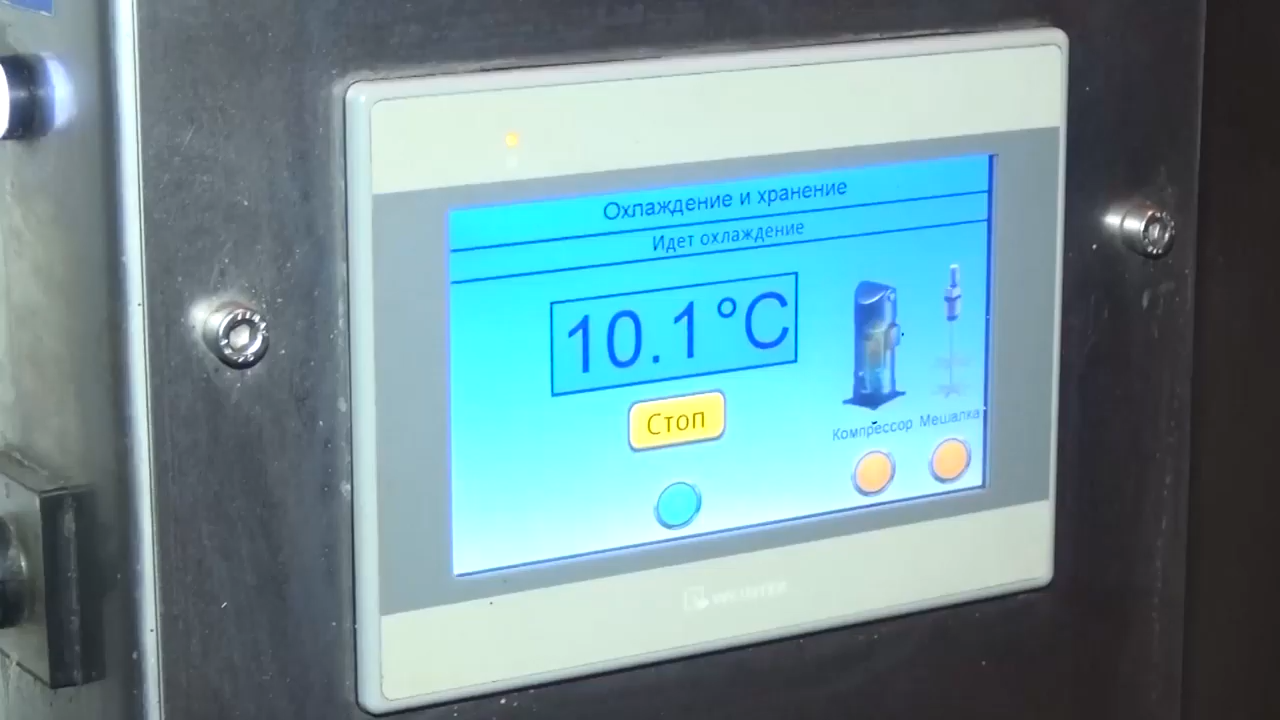 Охлаждение и хранение
Идет охлаждение
10.1°C
Стоп
Компрессор Мешалка